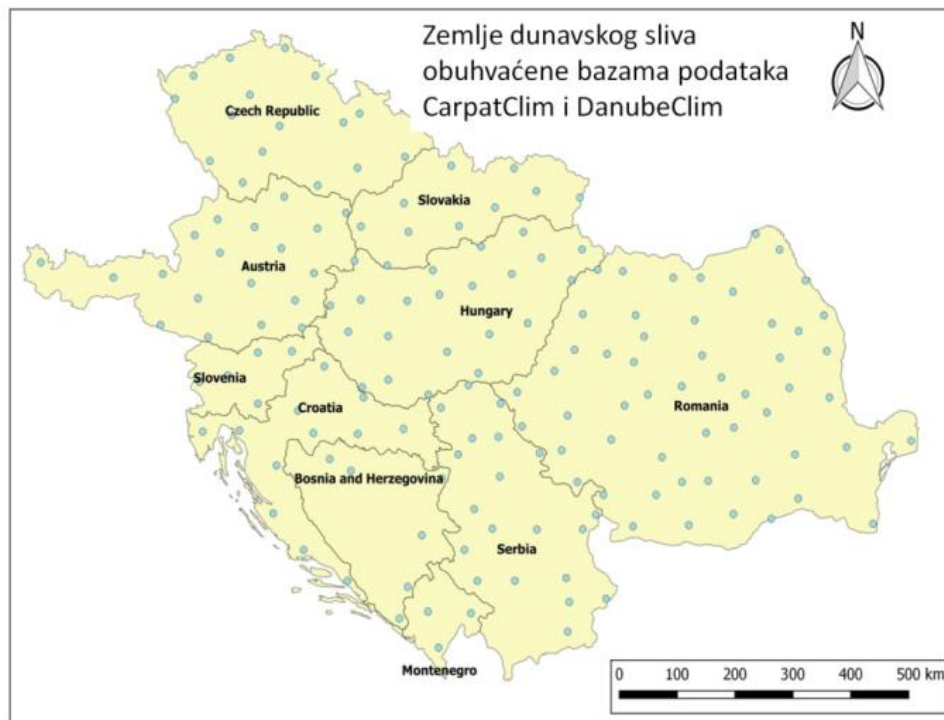 Zemlje dunavskog sliva
obuhvaćene bazama podataka
CarpatClim i DanubeClim
N
Czech Republic
Slovakia
Austria
Hungary
Slovenia
Croatia
Romania
Bosnia and Herzegovina
Serbia
Montenegro
0 100 200 300 400 500 km